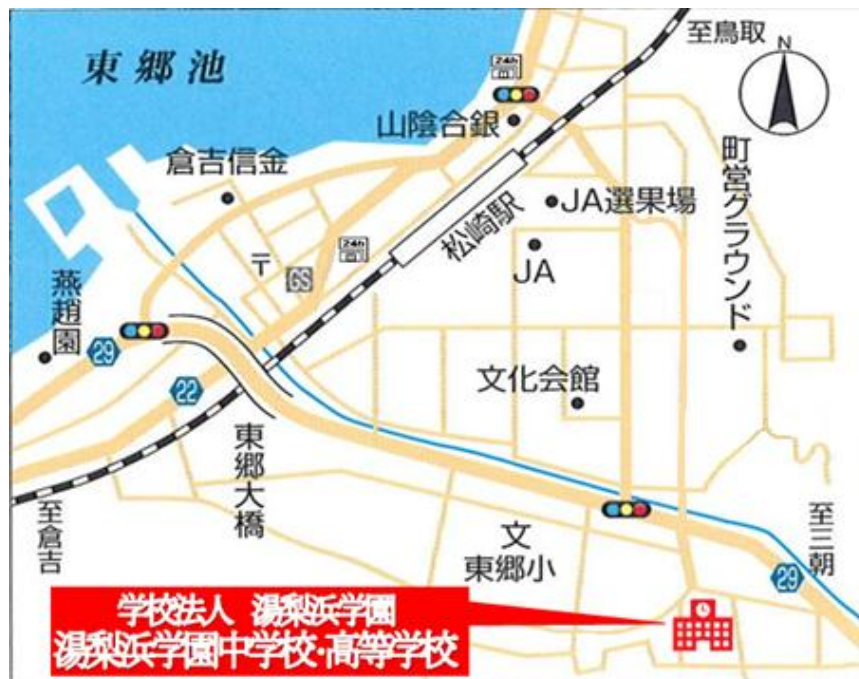 至鳥取
N
東郷池
24h
山陰合銀
倉吉信金
町営グラウンド
JA選果場
松崎駅
24h
〒
GS
JA
燕趙園
29
22
文化会館
東郷大橋
至倉吉
文
東郷小
至三朝
29
学校法人 湯梨浜学園
湯梨浜学園中学校・高等学校